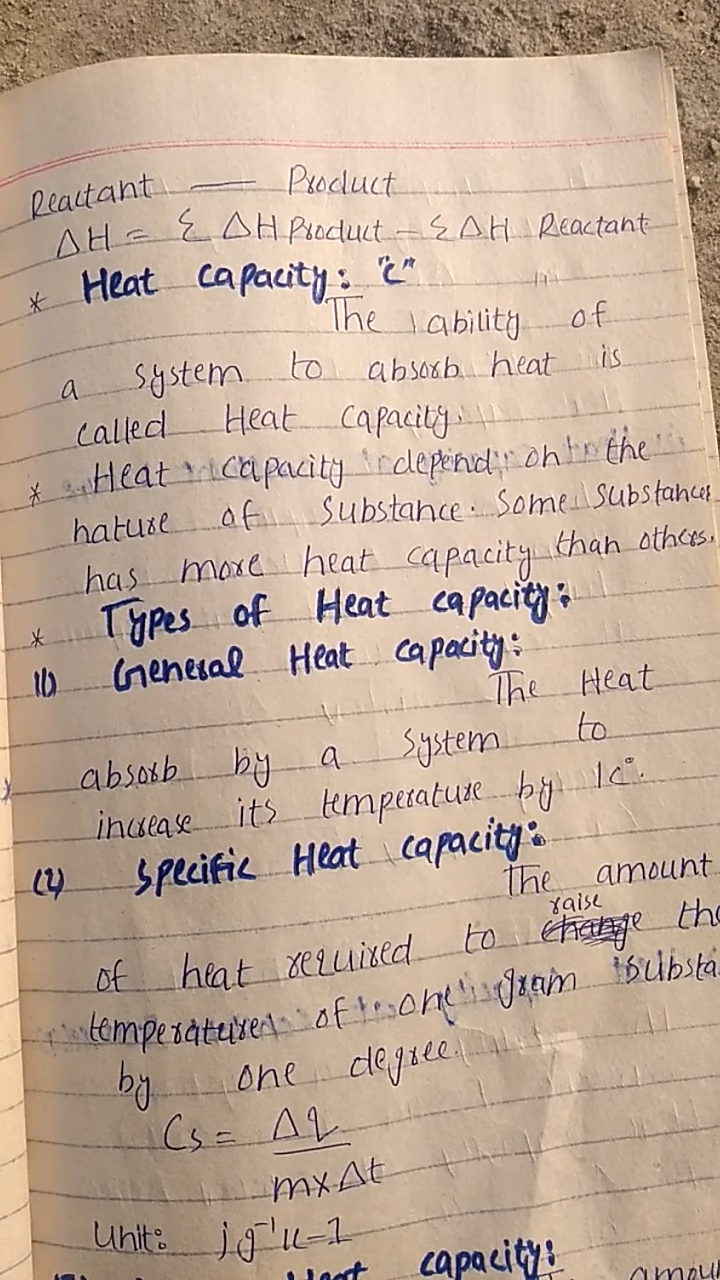 Reactant — Product
ΔH = Σ ΔH Product - Σ ΔH Reactant
* Heat capacity: "C"
The ability of
a system to absorb heat is
called Heat capacity.
* Heat capacity depend on the
nature of Substance. Some Substances
has more heat capacity than others.
* Types of Heat capacity:
(1) General Heat capacity:
The Heat
absorb by a system to
increase its temperature by 1c°.
(2) Specific Heat capacity:
The amount
raise
of heat required to change the
temperature of one gram substa
by one degree.
Cs = Δq
m×Δt
Unit: jg⁻¹k-1
Heat capacity:
amou